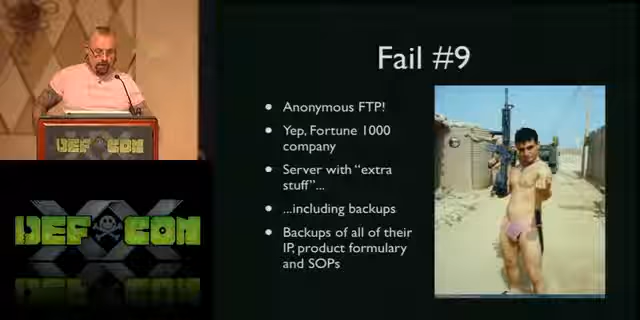 Fail #9
Anonymous FTP!
Yep, Fortune 1000
company
Server with “extra
stuff”...
...including backups
Backups of all of their
IP, product formulary
and SOPs
DEF CON
XX
DEF CON